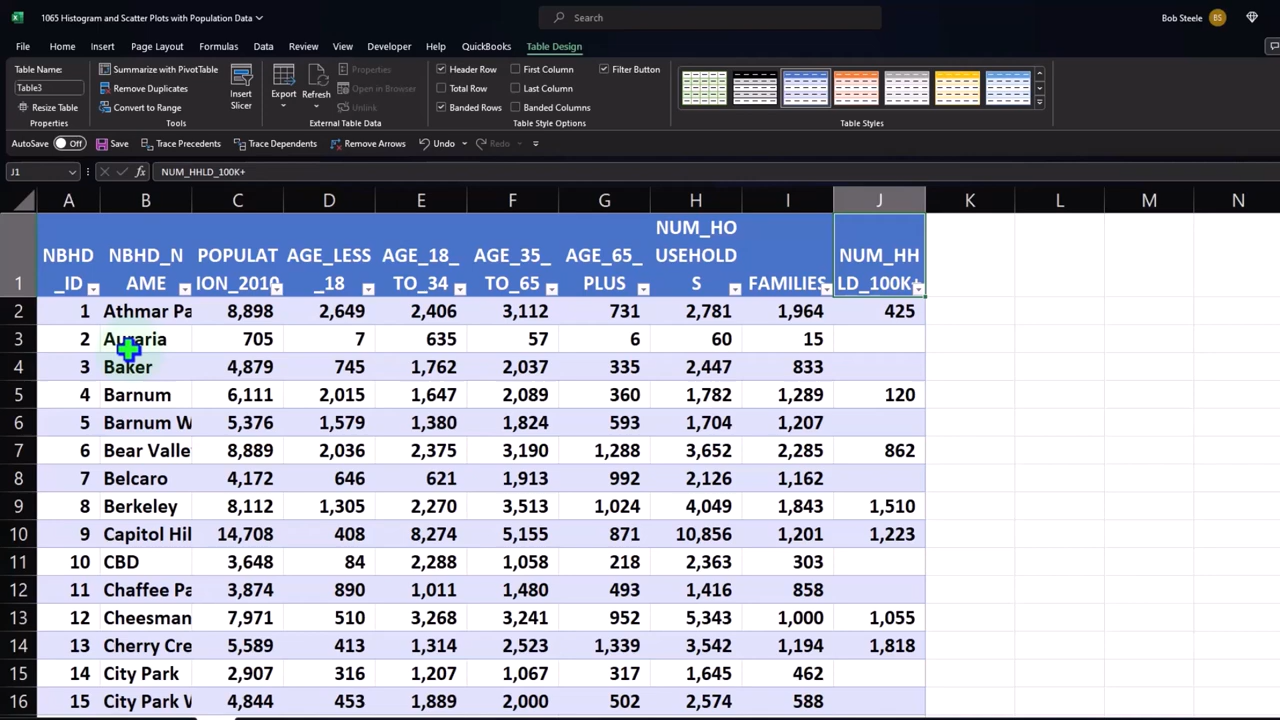 1065 Histogram and Scatter Plots with Population Data
Search
Bob Steele
BS
File Home Insert Page Layout Formulas Data Review View Developer Help QuickBooks Table Design
Table Name:
Table3
Resize Table
Properties
Summarize with PivotTable
Remove Duplicates
Convert to Range
Tools
Insert
Slicer
Export
Refresh
Properties
Open in Browser
Unlink
External Table Data
Header Row
Total Row
Banded Rows
First Column
Last Column
Banded Columns
Filter Button
Table Style Options
Table Styles
AutoSave Off Save Trace Precedents Trace Dependents Remove Arrows Undo Redo
J1 fx NUM_HHLD_100K+
A B C D E F G H I J K L M N
1 NBHD_ID NBHD_NAME POPULATION_2010 AGE_LESS_18 AGE_18_TO_34 AGE_35_TO_65 AGE_65_PLUS NUM_HOUSEHOLDS FAMILIES NUM_HHLD_100K+
2 1 Athmar Pa 8,898 2,649 2,406 3,112 731 2,781 1,964 425
3 2 Auraria 705 7 635 57 6 60 15
4 3 Baker 4,879 745 1,762 2,037 335 2,447 833
5 4 Barnum 6,111 2,015 1,647 2,089 360 1,782 1,289 120
6 5 Barnum W 5,376 1,579 1,380 1,824 593 1,704 1,207
7 6 Bear Valle 8,889 2,036 2,375 3,190 1,288 3,652 2,285 862
8 7 Belcaro 4,172 646 621 1,913 992 2,126 1,162
9 8 Berkeley 8,112 1,305 2,270 3,513 1,024 4,049 1,843 1,510
10 9 Capitol Hil 14,708 408 8,274 5,155 871 10,856 1,201 1,223
11 10 CBD 3,648 84 2,288 1,058 218 2,363 303
12 11 Chaffee Pa 3,874 890 1,011 1,480 493 1,416 858
13 12 Cheesman 7,971 510 3,268 3,241 952 5,343 1,000 1,055
14 13 Cherry Cre 5,589 413 1,314 2,523 1,339 3,542 1,194 1,818
15 14 City Park 2,907 316 1,207 1,067 317 1,645 462
16 15 City Park W 4,844 453 1,889 2,000 502 2,574 588